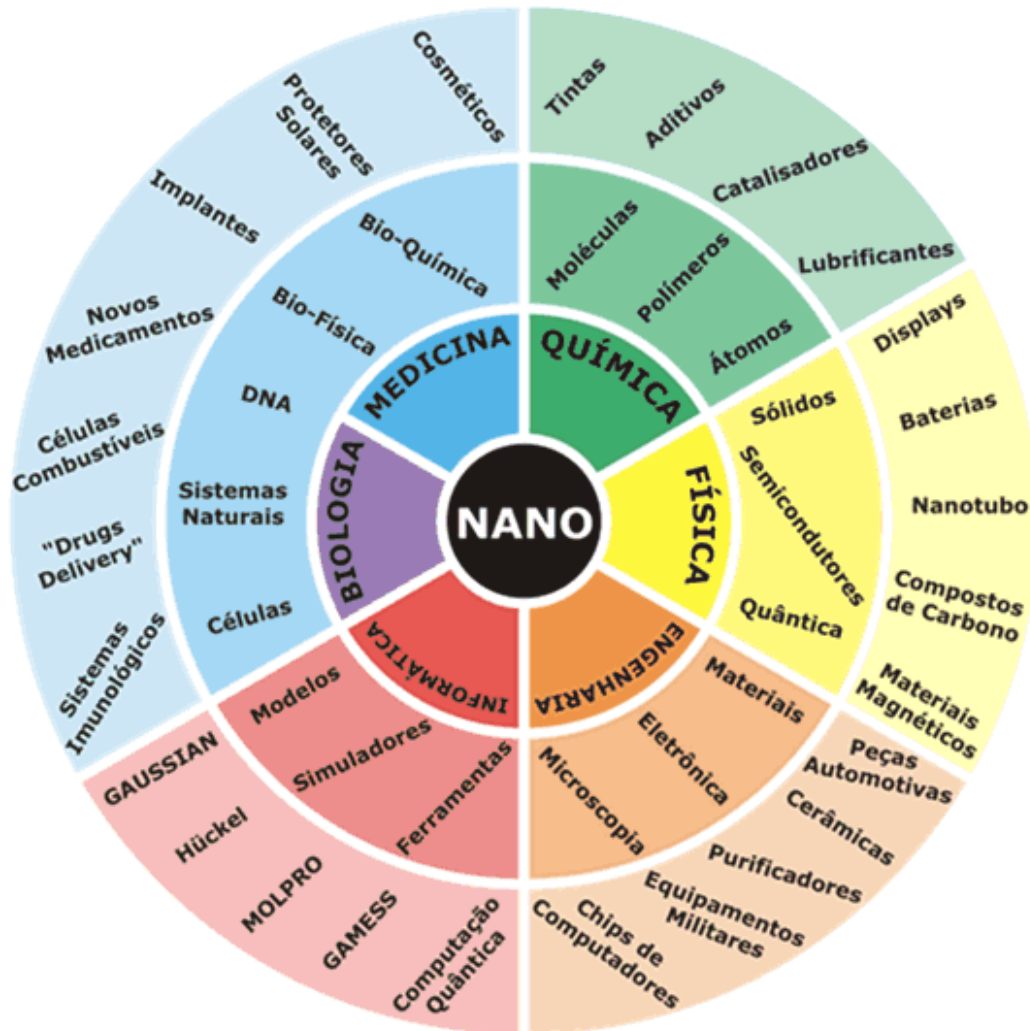 NANO
QUÍMICA
FÍSICA
ENGENHARIA
INFORMÁTICA
BIOLOGIA
MEDICINA
Moléculas
Polímeros
Átomos
Sólidos
Semicondutores
Quântica
Materiais
Eletrônica
Microscopia
Ferramentas
Simuladores
Modelos
Células
Sistemas
Naturais
DNA
Bio-Física
Bio-Química
Tintas
Aditivos
Catalisadores
Lubrificantes
Displays
Baterias
Nanotubo
Compostos
de Carbono
Materiais
Magnéticos
Peças
Automotivas
Cerâmicas
Purificadores
Equipamentos
Militares
Chips de
Computadores
Computação
Quântica
GAMESS
MOLPRO
Hückel
GAUSSIAN
Sistemas
Imunológicos
"Drugs
Delivery"
Células
Combustíveis
Novos
Medicamentos
Implantes
Protetores
Solares
Cosméticos